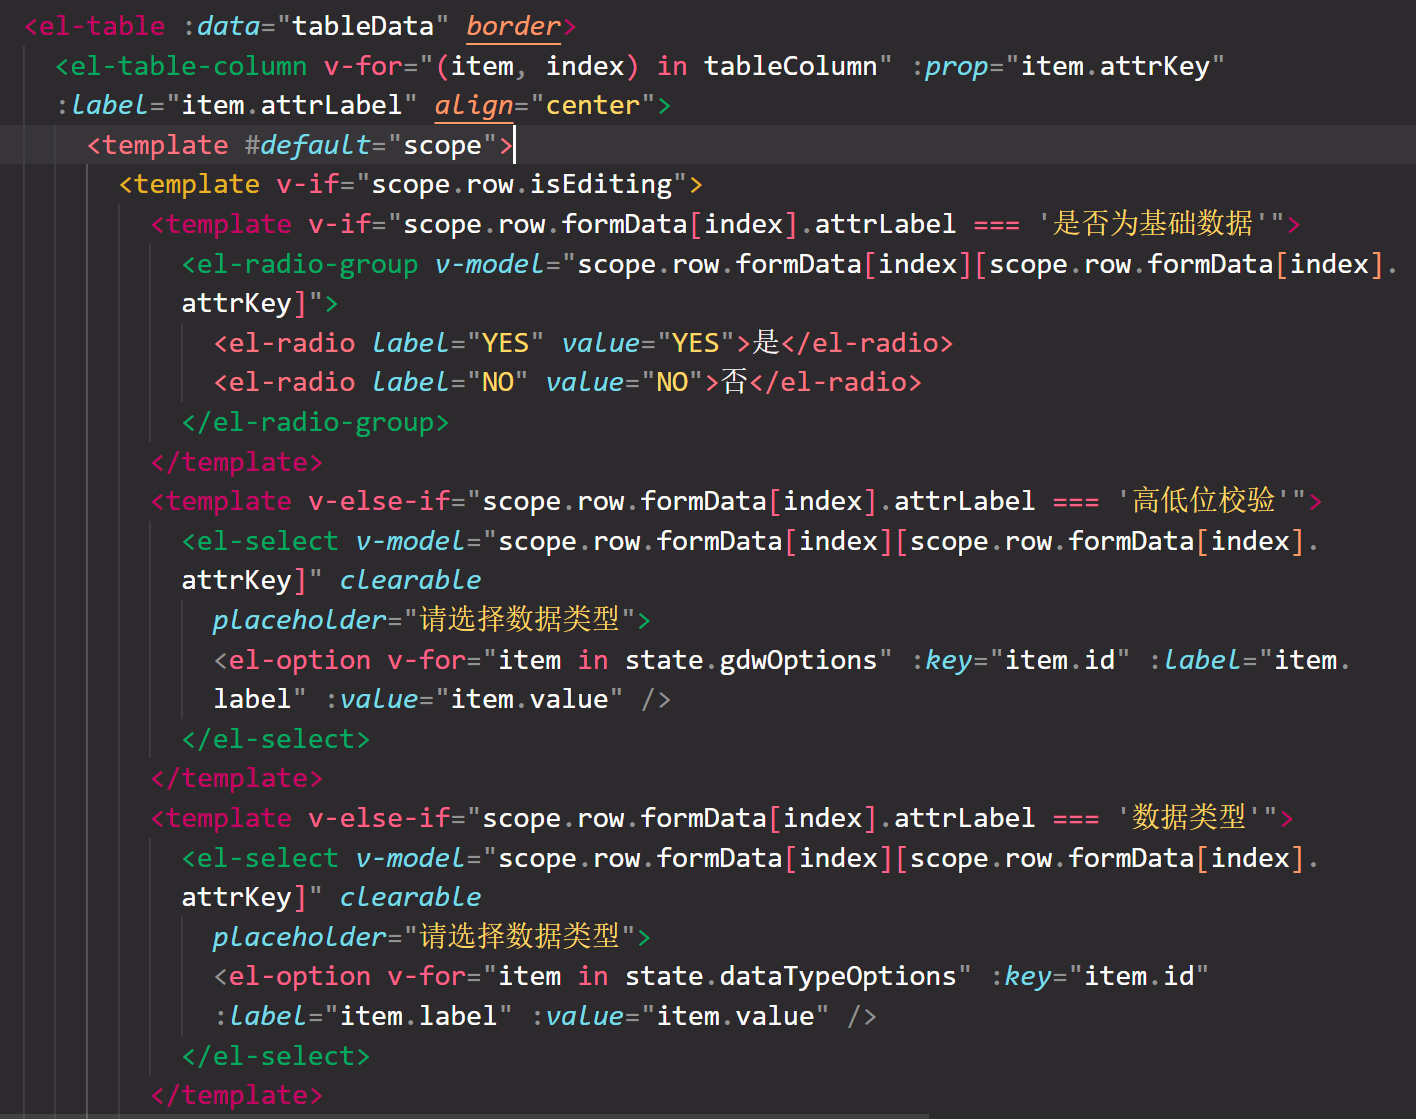 <el-table :data="tableData" border>
<el-table-column v-for="(item, index) in tableColumn" :prop="item.attrKey"
:label="item.attrLabel" align="center">
<template #default="scope">
<template v-if="scope.row.isEditing">
<template v-if="scope.row.formData[index].attrLabel === '是否为基础数据'">
<el-radio-group v-model="scope.row.formData[index][scope.row.formData[index].
attrKey]">
<el-radio label="YES" value="YES">是</el-radio>
<el-radio label="NO" value="NO">否</el-radio>
</el-radio-group>
</template>
<template v-else-if="scope.row.formData[index].attrLabel === '高低位校验'">
<el-select v-model="scope.row.formData[index][scope.row.formData[index].
attrKey]" clearable
placeholder="请选择数据类型">
<el-option v-for="item in state.gdwOptions" :key="item.id" :label="item.
label" :value="item.value" />
</el-select>
</template>
<template v-else-if="scope.row.formData[index].attrLabel === '数据类型'">
<el-select v-model="scope.row.formData[index][scope.row.formData[index].
attrKey]" clearable
placeholder="请选择数据类型">
<el-option v-for="item in state.dataTypeOptions" :key="item.id"
:label="item.label" :value="item.value" />
</el-select>
</template>